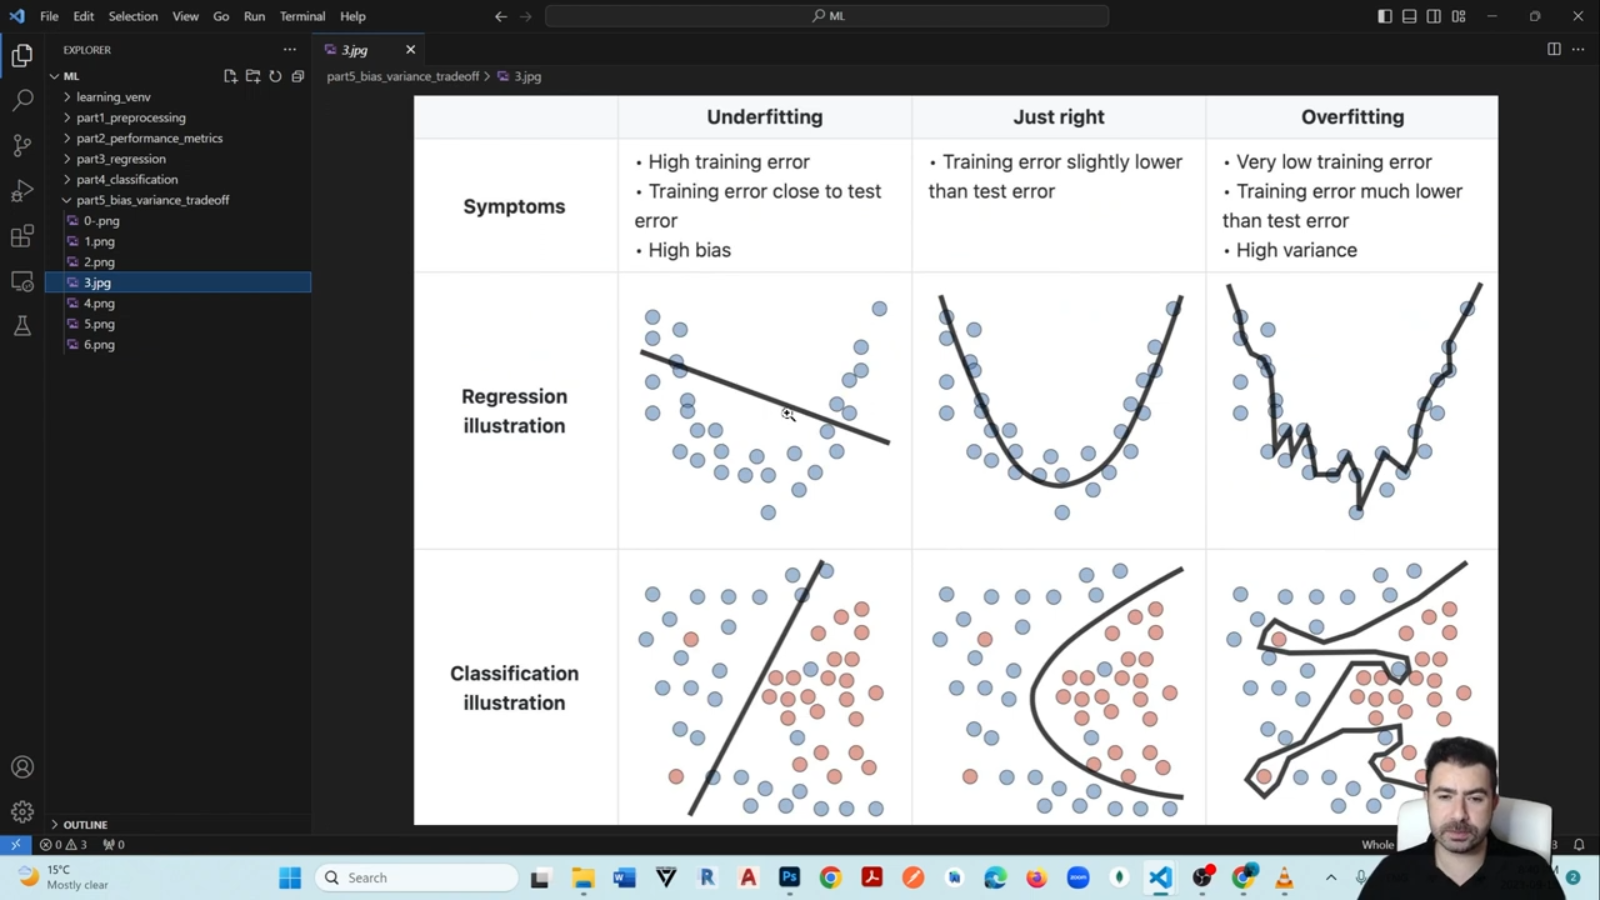 File Edit Selection View Go Run Terminal Help
ML
EXPLORER
3.jpg
ML
part5_bias_variance_tradeoff > 3.jpg
learning_venv
part1_preprocessing
part2_performance_metrics
part3_regression
part4_classification
part5_bias_variance_tradeoff
0-.png
1.png
2.png
3.jpg
4.png
5.png
6.png
Underfitting
Just right
Overfitting
Symptoms
• High training error
• Training error close to test
error
• High bias
• Training error slightly lower
than test error
• Very low training error
• Training error much lower
than test error
• High variance
Regression
illustration
Classification
illustration
OUTLINE
0 3 0
Whole
15°C
Mostly clear
Search
zoom
2